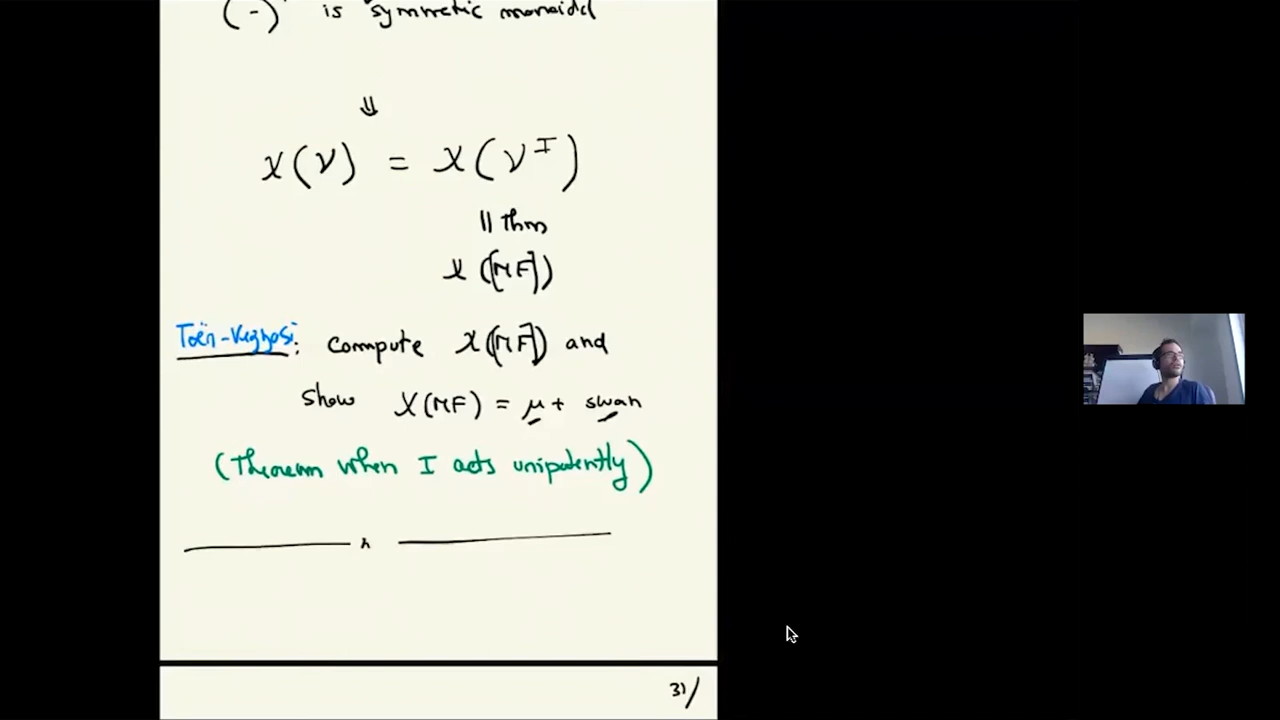 (-) is symmetric monoidal
⇓
χ(ν) = χ(ν^I)
|| Thm
χ([MF])
Toën-Vezzosi: Compute χ([MF]) and
Show χ(MF) = μ + swan
(Theorem when I acts unipotently)
31/